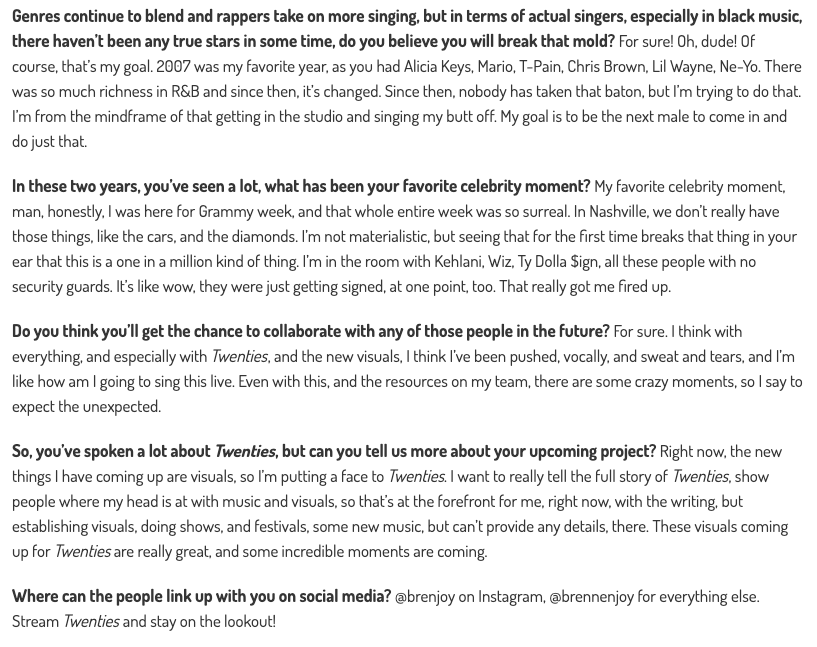 Genres continue to blend and rappers take on more singing, but in terms of actual singers, especially in black music,
there haven't been any true stars in some time, do you believe you will break that mold? For sure! Oh, dude! Of
course, that's my goal. 2007 was my favorite year, as you had Alicia Keys, Mario, T-Pain, Chris Brown, Lil Wayne, Ne-Yo. There
was so much richness in R&B and since then, it's changed. Since then, nobody has taken that baton, but I'm trying to do that.
I'm from the mindframe of that getting in the studio and singing my butt off. My goal is to be the next male to come in and
do just that.
In these two years, you've seen a lot, what has been your favorite celebrity moment? My favorite celebrity moment,
man, honestly, I was here for Grammy week, and that whole entire week was so surreal. In Nashville, we don't really have
those things, like the cars, and the diamonds. I'm not materialistic, but seeing that for the first time breaks that thing in your
ear that this is a one in a million kind of thing. I'm in the room with Kehlani, Wiz, Ty Dolla $ign, all these people with no
security guards. It's like wow, they were just getting signed, at one point, too. That really got me fired up.
Do you think you'll get the chance to collaborate with any of those people in the future? For sure. I think with
everything, and especially with Twenties, and the new visuals, I think I've been pushed, vocally, and sweat and tears, and I'm
like how am I going to sing this live. Even with this, and the resources on my team, there are some crazy moments, so I say to
expect the unexpected.
So, you've spoken a lot about Twenties, but can you tell us more about your upcoming project? Right now, the new
things I have coming up are visuals, so I'm putting a face to Twenties. I want to really tell the full story of Twenties, show
people where my head is at with music and visuals, so that's at the forefront for me, right now, with the writing, but
establishing visuals, doing shows, and festivals, some new music, but can't provide any details, there. These visuals coming
up for Twenties are really great, and some incredible moments are coming.
Where can the people link up with you on social media? @brenjoy on Instagram, @brennenjoy for everything else.
Stream Twenties and stay on the lookout!